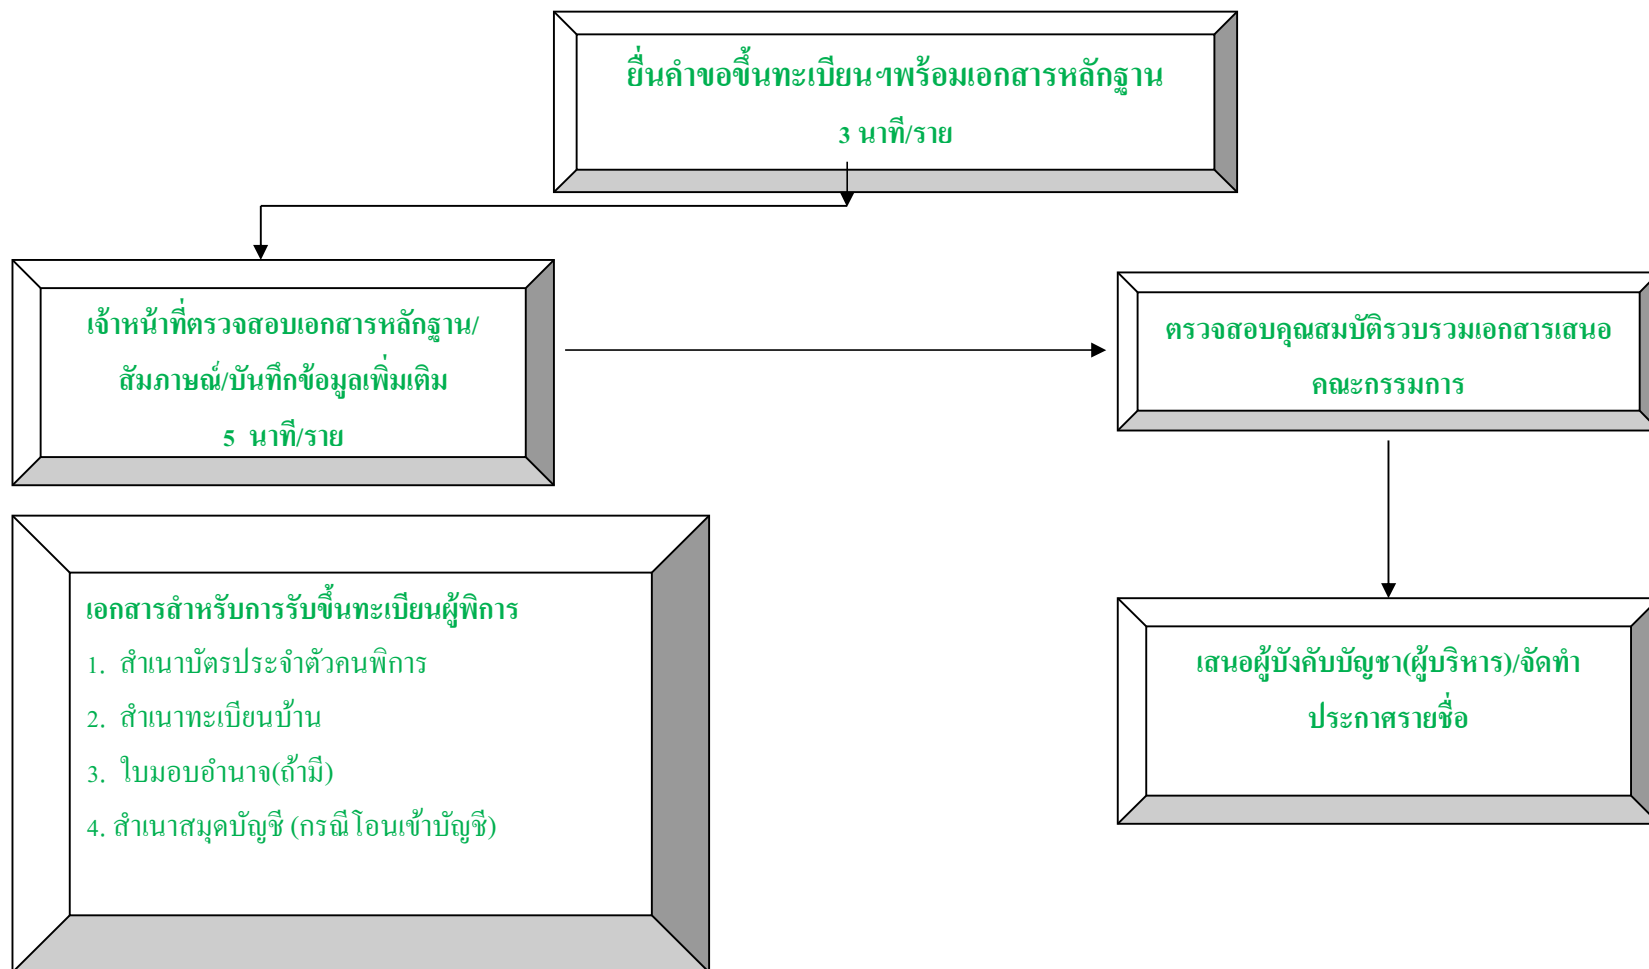 ยื่นคำขอขึ้นทะเบียนฯพร้อมเอกสารหลักฐาน
3 นาที/ราย
เจ้าหน้าที่ตรวจสอบเอกสารหลักฐาน/
สัมภาษณ์/บันทึกข้อมูลเพิ่มเติม
5 นาที/ราย
ตรวจสอบคุณสมบัติรวบรวมเอกสารเสนอ
คณะกรรมการ
เสนอผู้บังคับบัญชา(ผู้บริหาร)/จัดทำ
ประกาศรายชื่อ
เอกสารสำหรับการรับขึ้นทะเบียนผู้พิการ
1. สำเนาบัตรประจำตัวคนพิการ
2. สำเนาทะเบียนบ้าน
3. ใบมอบอำนาจ(ถ้ามี)
4. สำเนาสมุดบัญชี (กรณีโอนเข้าบัญชี)